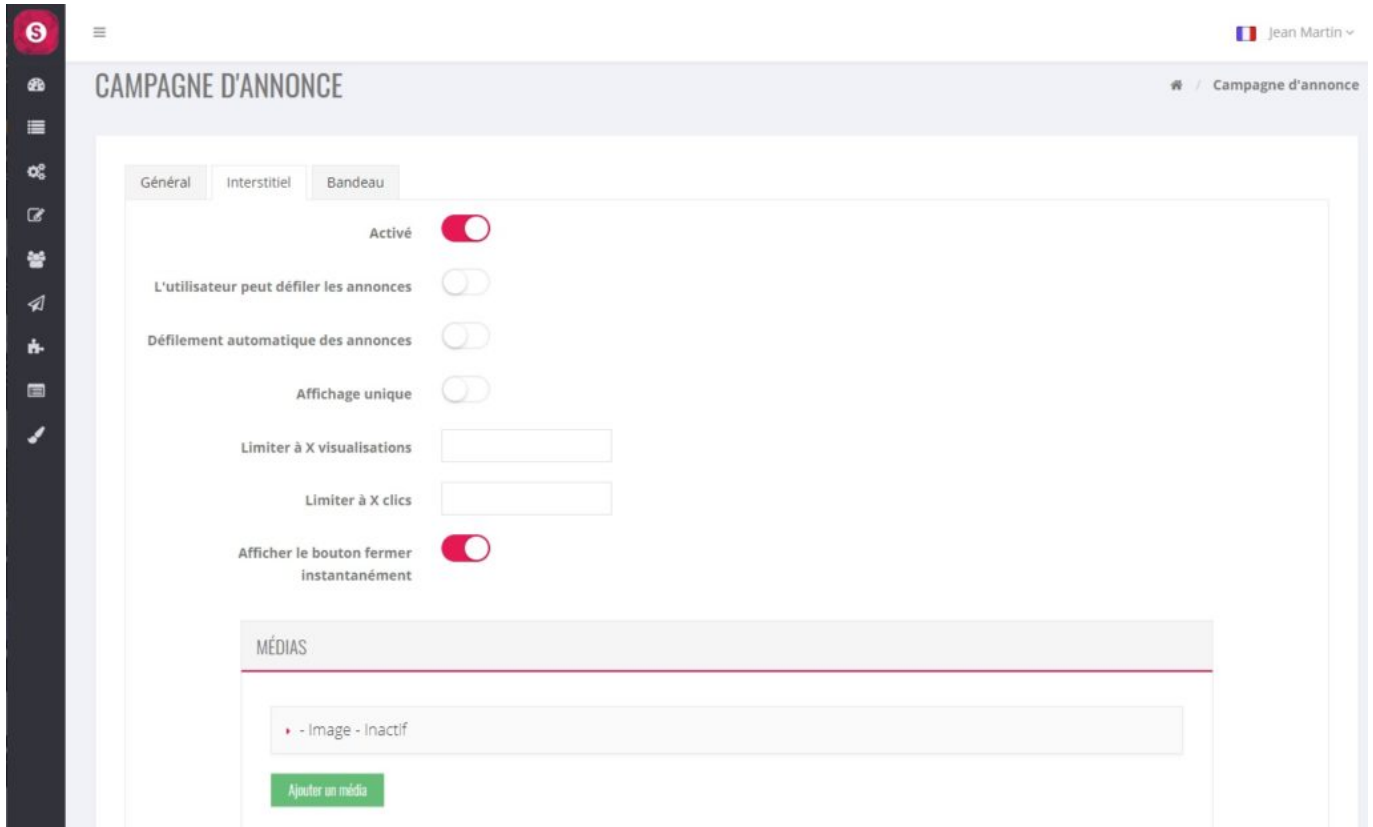 S
Jean Martin
CAMPAGNE D'ANNONCE
/ Campagne d'annonce
Général Interstitiel Bandeau
Activé
L'utilisateur peut défiler les annonces
Défilement automatique des annonces
Affichage unique
Limiter à X visualisations
Limiter à X clics
Afficher le bouton fermer
instantanément
MÉDIAS
- Image - Inactif
Ajouter un média